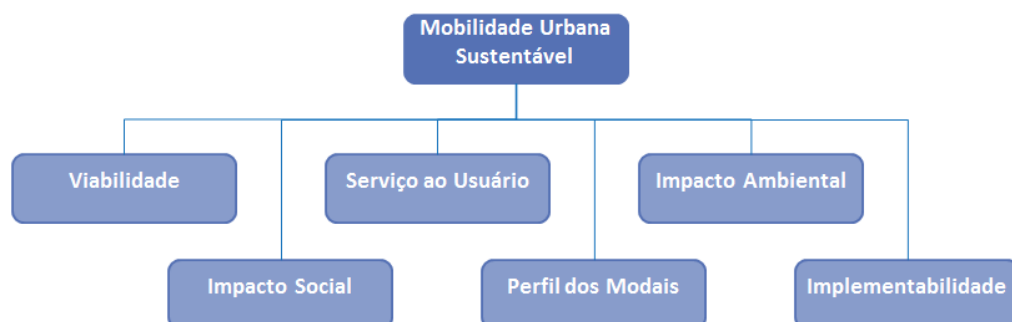 Mobilidade Urbana
Sustentável
Viabilidade
Serviço ao Usuário
Impacto Ambiental
Impacto Social
Perfil dos Modais
Implementabilidade